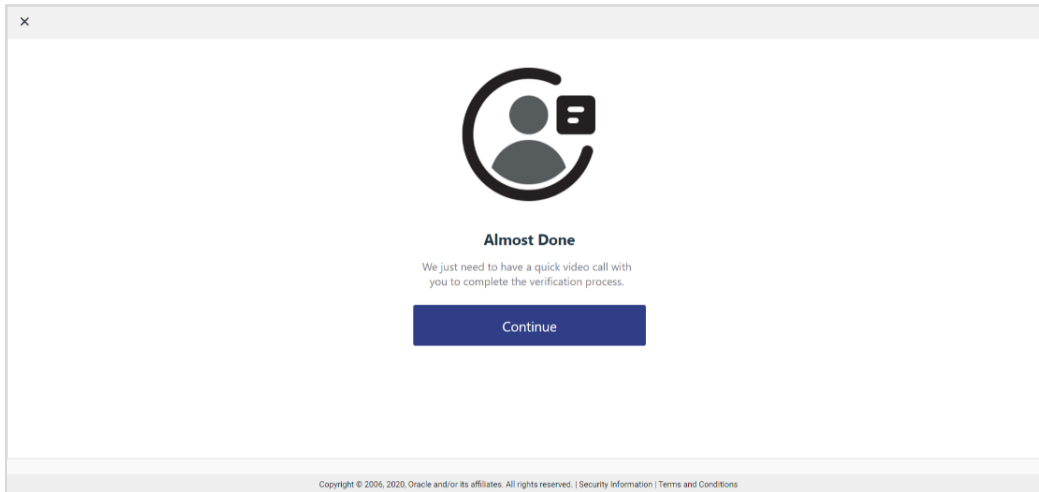 ×
Almost Done
We just need to have a quick video call with
you to complete the verification process.
Continue
Copyright © 2006, 2020, Oracle and/or its affiliates. All rights reserved. | Security Information | Terms and Conditions